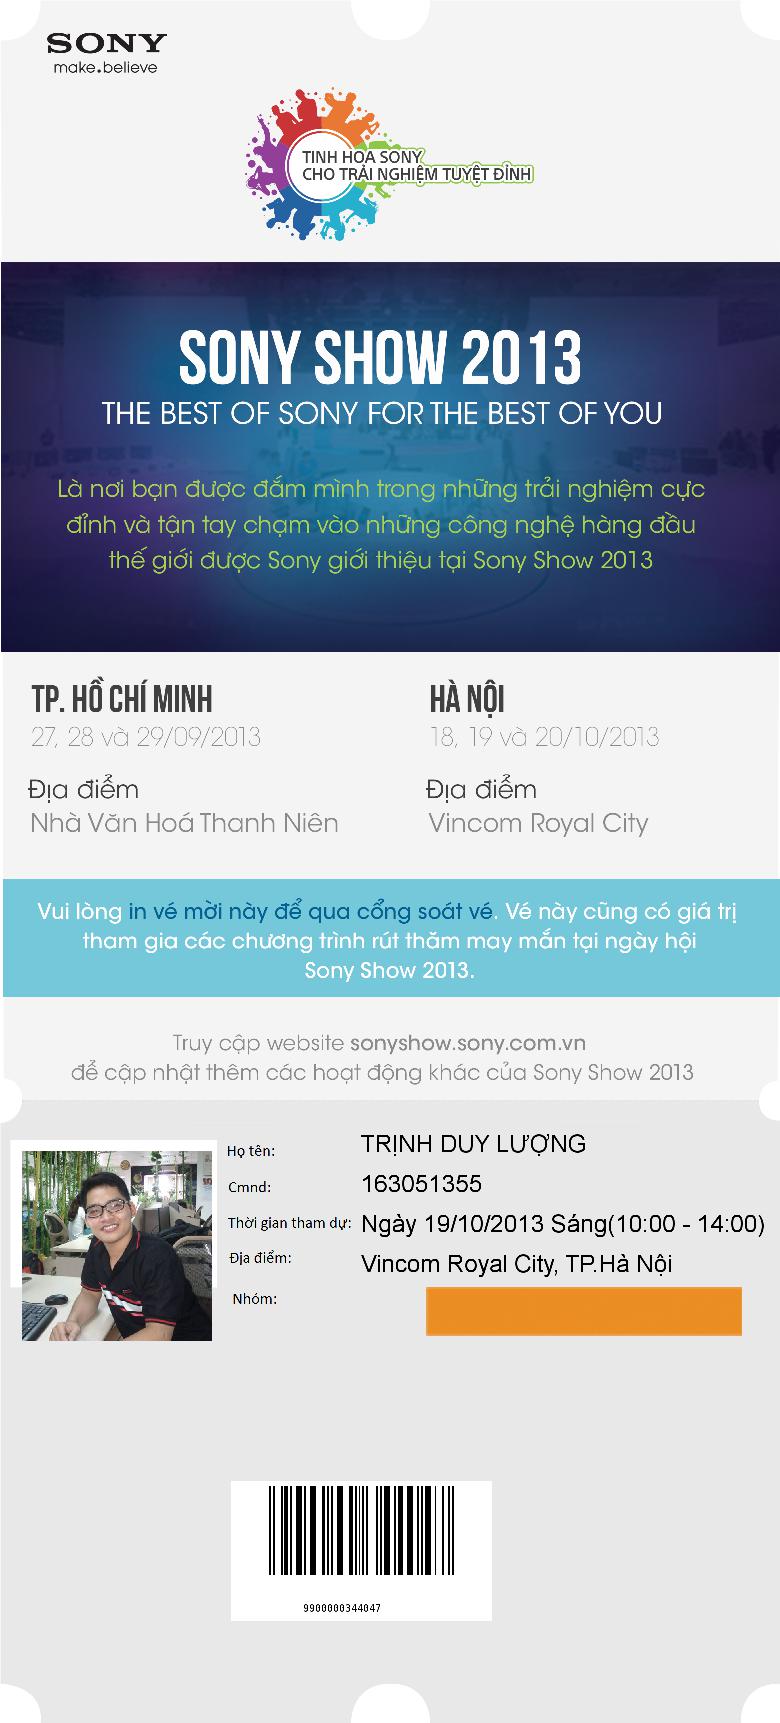 SONY
make.believe
TINH HOA SONY
CHO TRẢI NGHIỆM TUYỆT ĐỈNH
SONY SHOW 2013
THE BEST OF SONY FOR THE BEST OF YOU
Là nơi bạn được đắm mình trong những trải nghiệm cực
đỉnh và tận tay chạm vào những công nghệ hàng đầu
thế giới được Sony giới thiệu tại Sony Show 2013
TP. HỒ CHÍ MINH
27, 28 và 29/09/2013
Địa điểm
Nhà Văn Hoá Thanh Niên
HÀ NỘI
18, 19 và 20/10/2013
Địa điểm
Vincom Royal City
Vui lòng in vé mời này để qua cổng soát vé. Vé này cũng có giá trị
tham gia các chương trình rút thăm may mắn tại ngày hội
Sony Show 2013.
Truy cập website sonyshow.sony.com.vn
để cập nhật thêm các hoạt động khác của Sony Show 2013
Họ tên: TRỊNH DUY LƯỢNG
Cmnd: 163051355
Thời gian tham dự: Ngày 19/10/2013 Sáng(10:00 - 14:00)
Địa điểm: Vincom Royal City, TP.Hà Nội
Nhóm:
9900000344047